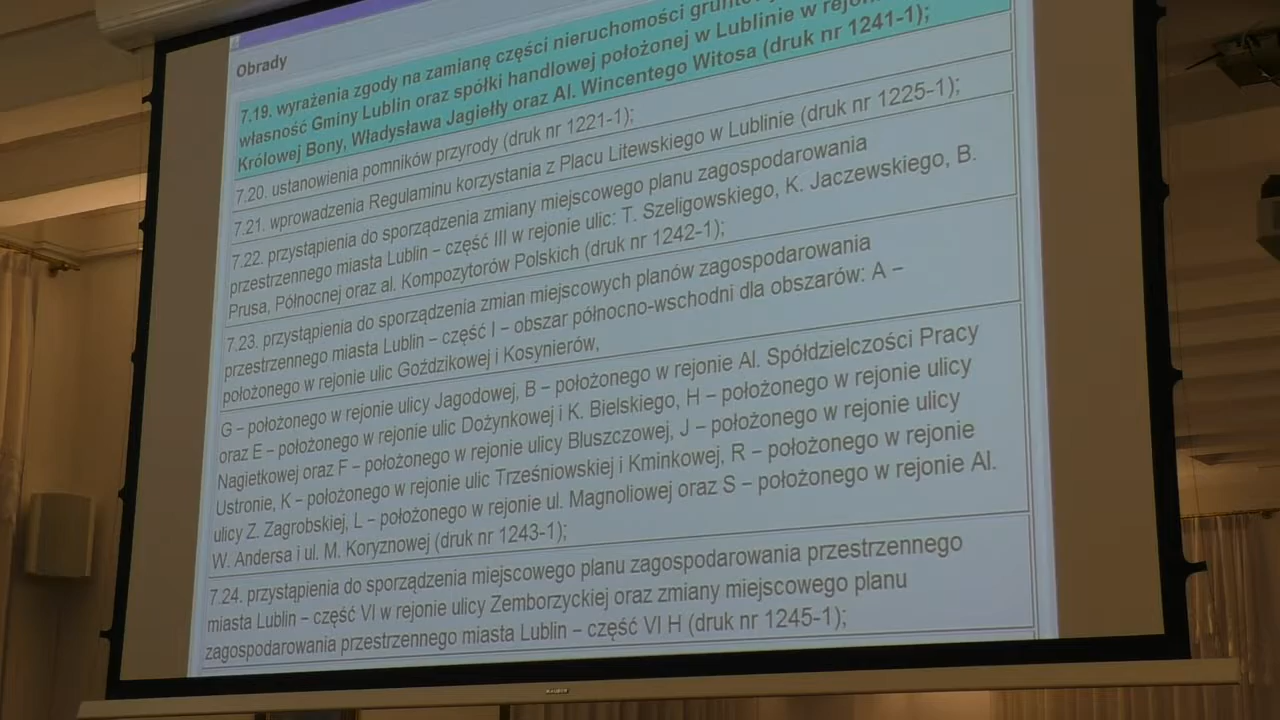 Obrady
7.19. wyrażenia zgody na zamianę części nieruchomości
własność Gminy Lublin oraz spółki handlowej położonej w Lublinie w
Królowej Bony, Władysława Jagiełły oraz Al. Wincentego Witosa (druk nr 1241-1);
7.20. ustanowienia pomników przyrody (druk nr 1221-1);
7.21. wprowadzenia Regulaminu korzystania z Placu Litewskiego w Lublinie (druk nr 1225-1);
7.22. przystąpienia do sporządzenia zmiany miejscowego planu zagospodarowania
przestrzennego miasta Lublin – część III w rejonie ulic: T. Szeligowskiego, K. Jaczewskiego, B.
Prusa, Północnej oraz al. Kompozytorów Polskich (druk nr 1242-1);
7.23. przystąpienia do sporządzenia zmian miejscowych planów zagospodarowania
przestrzennego miasta Lublin – część I – obszar północno-wschodni dla obszarów: A –
położonego w rejonie ulic Goździkowej i Kosynierów,
G – położonego w rejonie ulicy Jagodowej, B – położonego w rejonie Al. Spółdzielczości Pracy
oraz E – położonego w rejonie ulic Dożynkowej i K. Bielskiego, H – położonego w rejonie ulicy
Nagietkowej oraz F – położonego w rejonie ulicy Bluszczowej, J – położonego w rejonie ulicy
Ustronie, K – położonego w rejonie ulic Trześniowskiej i Kminkowej, R – położonego w rejonie
ulicy Z. Zagrobskiej, L – położonego w rejonie ul. Magnoliowej oraz S – położonego w rejonie Al.
W. Andersa i ul. M. Koryznowej (druk nr 1243-1);
7.24. przystąpienia do sporządzenia miejscowego planu zagospodarowania przestrzennego
miasta Lublin – część VI w rejonie ulicy Zemborzyckiej oraz zmiany miejscowego planu
zagospodarowania przestrzennego miasta Lublin – część VI H (druk nr 1245-1);